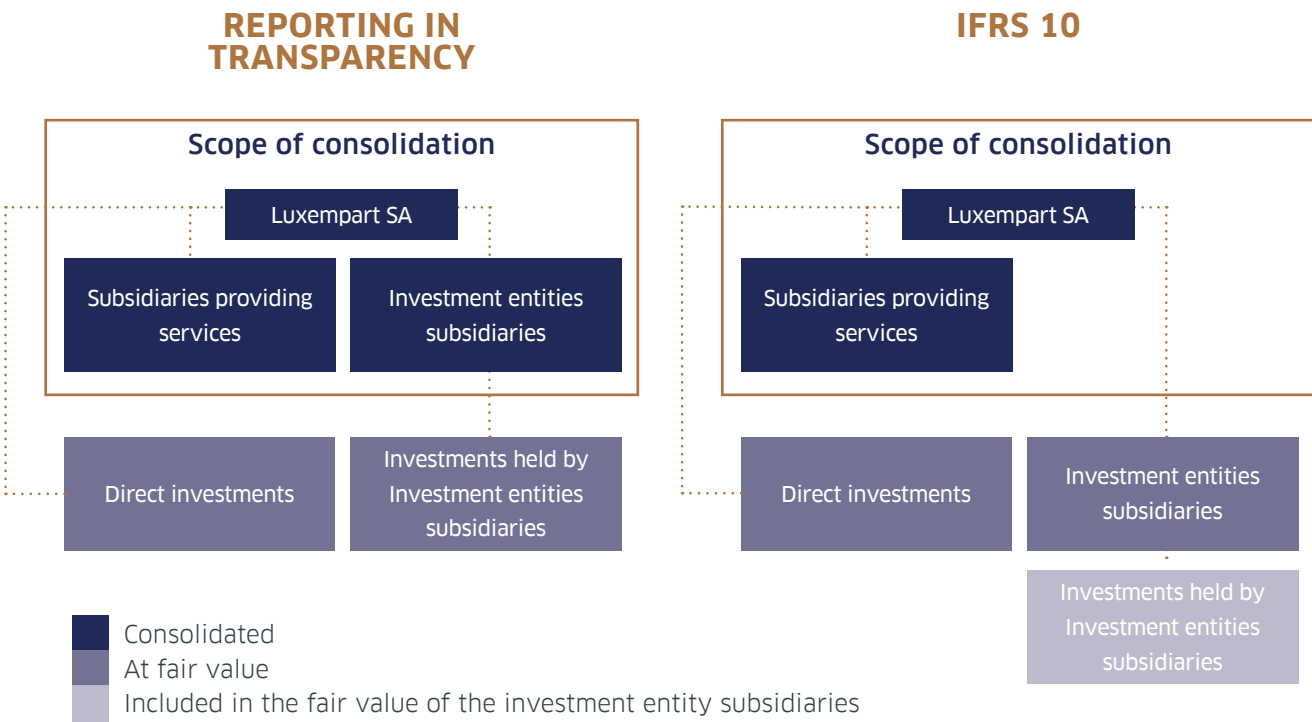 REPORTING IN
TRANSPARENCY
Scope of consolidation
Luxempart SA
Subsidiaries providing
services
Investment entities
subsidiaries
Direct investments
Investments held by
Investment entities
subsidiaries
IFRS 10
Scope of consolidation
Luxempart SA
Subsidiaries providing
services
Direct investments
Investment entities
subsidiaries
Investments held by
Investment entities
subsidiaries
Consolidated
At fair value
Included in the fair value of the investment entity subsidiaries